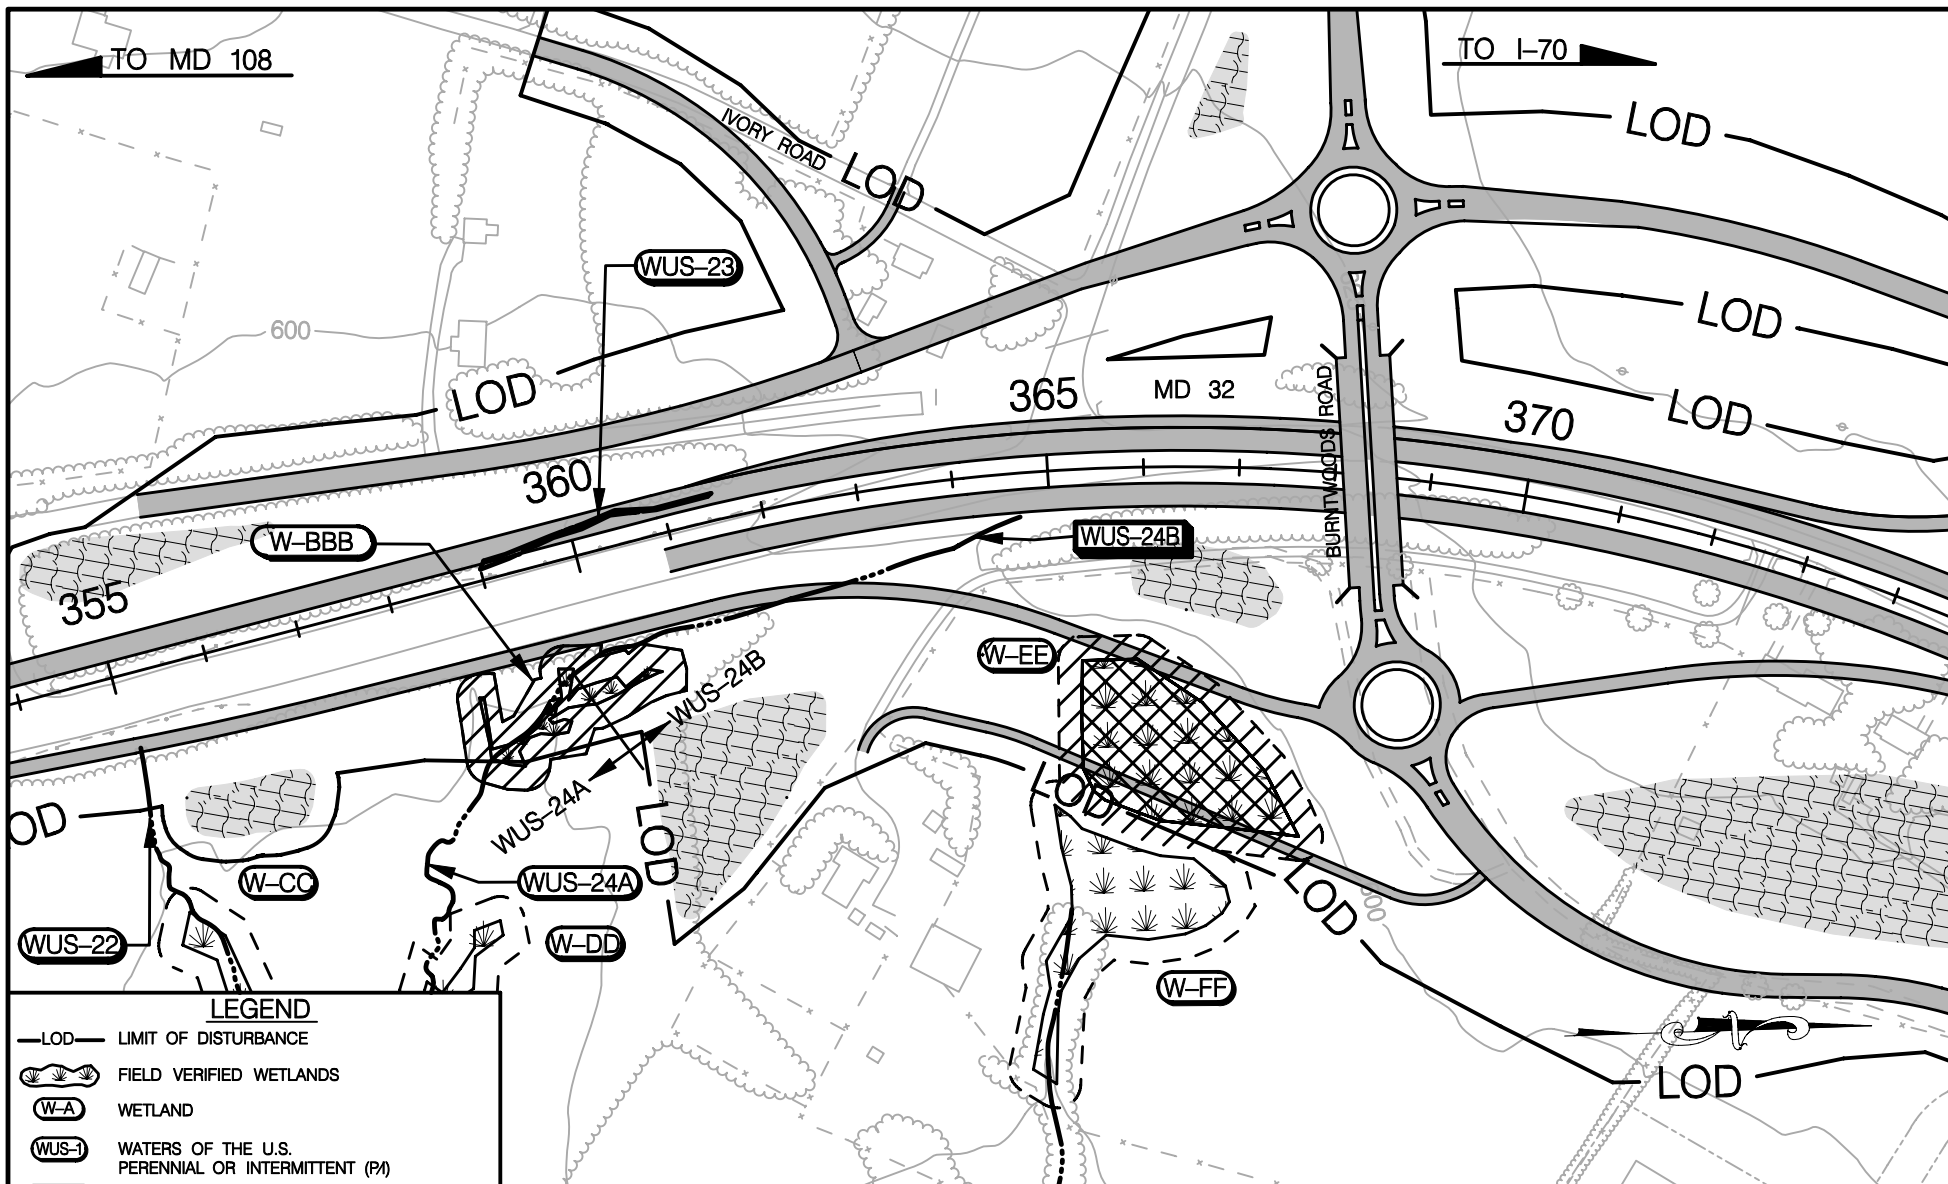 TO MD 108
TO I-70
LOD
IVORY ROAD
LOD
WUS-23
600
LOD
LOD
LOD
365
MD 32
370
LOD
BURNTWOODS ROAD
360
W-BBB
WUS-24B
355
W-EE
WUS-24B
WUS-24A
LOD
OD
LOD
W-CC
WUS-24A
LOD
LOD
WUS-22
W-DD
W-FF
LOD
N
LEGEND
LOD LIMIT OF DISTURBANCE
FIELD VERIFIED WETLANDS
W-A WETLAND
WUS-1 WATERS OF THE U.S.
PERENNIAL OR INTERMITTENT (P/I)